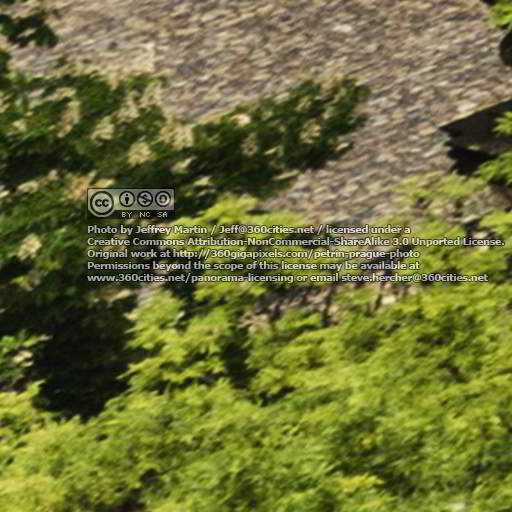 cc
BY NC SA
Photo by Jeffrey Martin / Jeff@360cities.net / licensed under a
Creative Commons Attribution-NonCommercial-ShareAlike 3.0 Unported License.
Original work at http://360gigapixels.com/petrin-prague-photo
Permissions beyond the scope of this license may be available at
www.360cities.net/panorama-licensing or email steve.hercher@360cities.net